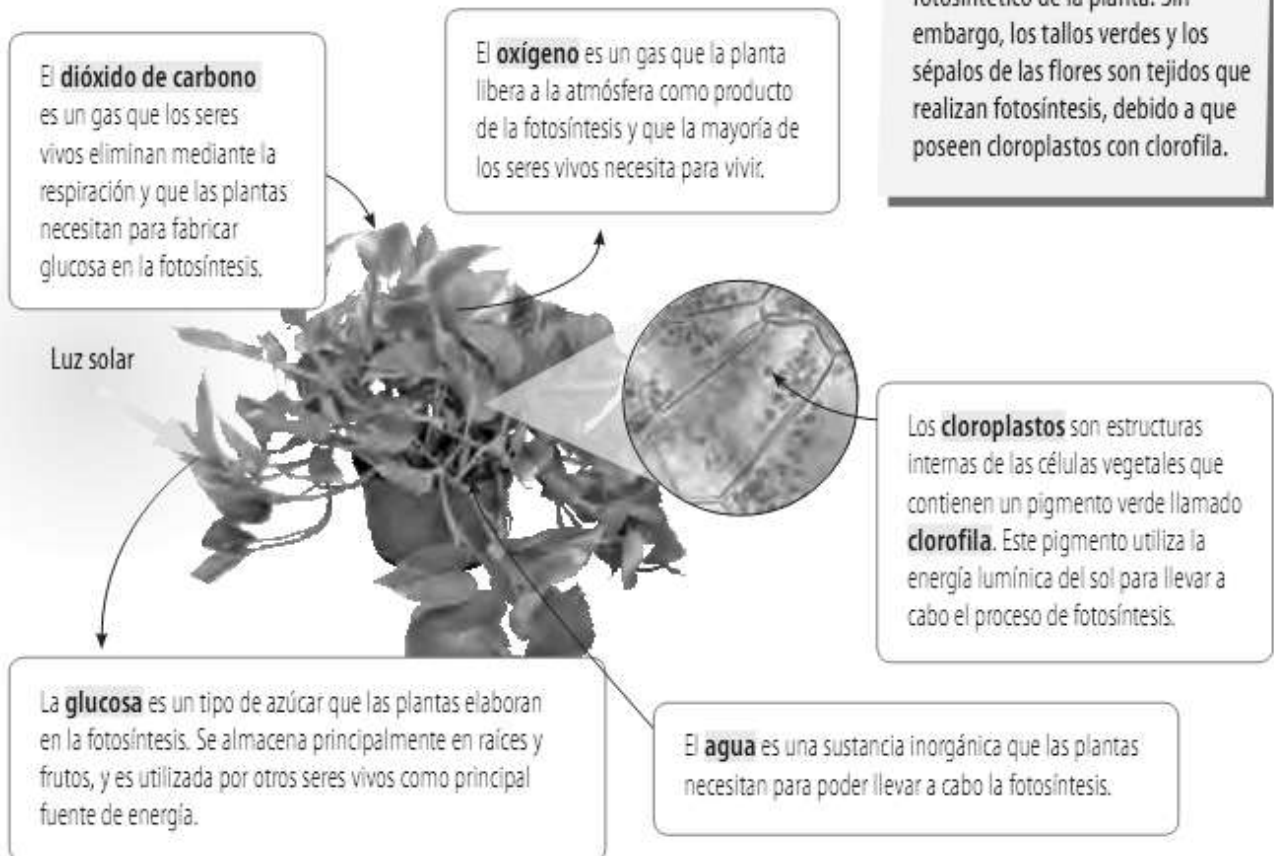 El dióxido de carbono
es un gas que los seres
vivos eliminan mediante la
respiración y que las plantas
necesitan para fabricar
glucosa en la fotosíntesis.
El oxígeno es un gas que la planta
libera a la atmósfera como producto
de la fotosíntesis y que la mayoría de
los seres vivos necesita para vivir.
fotosintético de la planta. Sin
embargo, los tallos verdes y los
sépalos de las flores son tejidos que
realizan fotosíntesis, debido a que
poseen cloroplastos con clorofila.
Luz solar
Los cloroplastos son estructuras
internas de las células vegetales que
contienen un pigmento verde llamado
clorofila. Este pigmento utiliza la
energía lumínica del sol para llevar a
cabo el proceso de fotosíntesis.
La glucosa es un tipo de azúcar que las plantas elaboran
en la fotosíntesis. Se almacena principalmente en raíces y
frutos, y es utilizada por otros seres vivos como principal
fuente de energía.
El agua es una sustancia inorgánica que las plantas
necesitan para poder llevar a cabo la fotosíntesis.